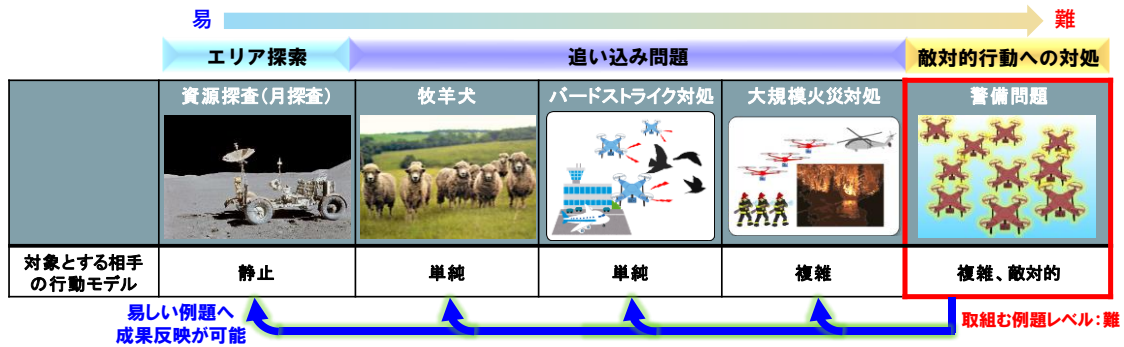 易
難
エリア探索
追い込み問題
敵対的行動への対処
資源探査(月探査)
牧羊犬
バードストライク対処
大規模火災対処
警備問題
対象とする相手
の行動モデル
静止
単純
単純
複雑
複雑、敵対的
易しい例題へ
成果反映が可能
取組む例題レベル:難